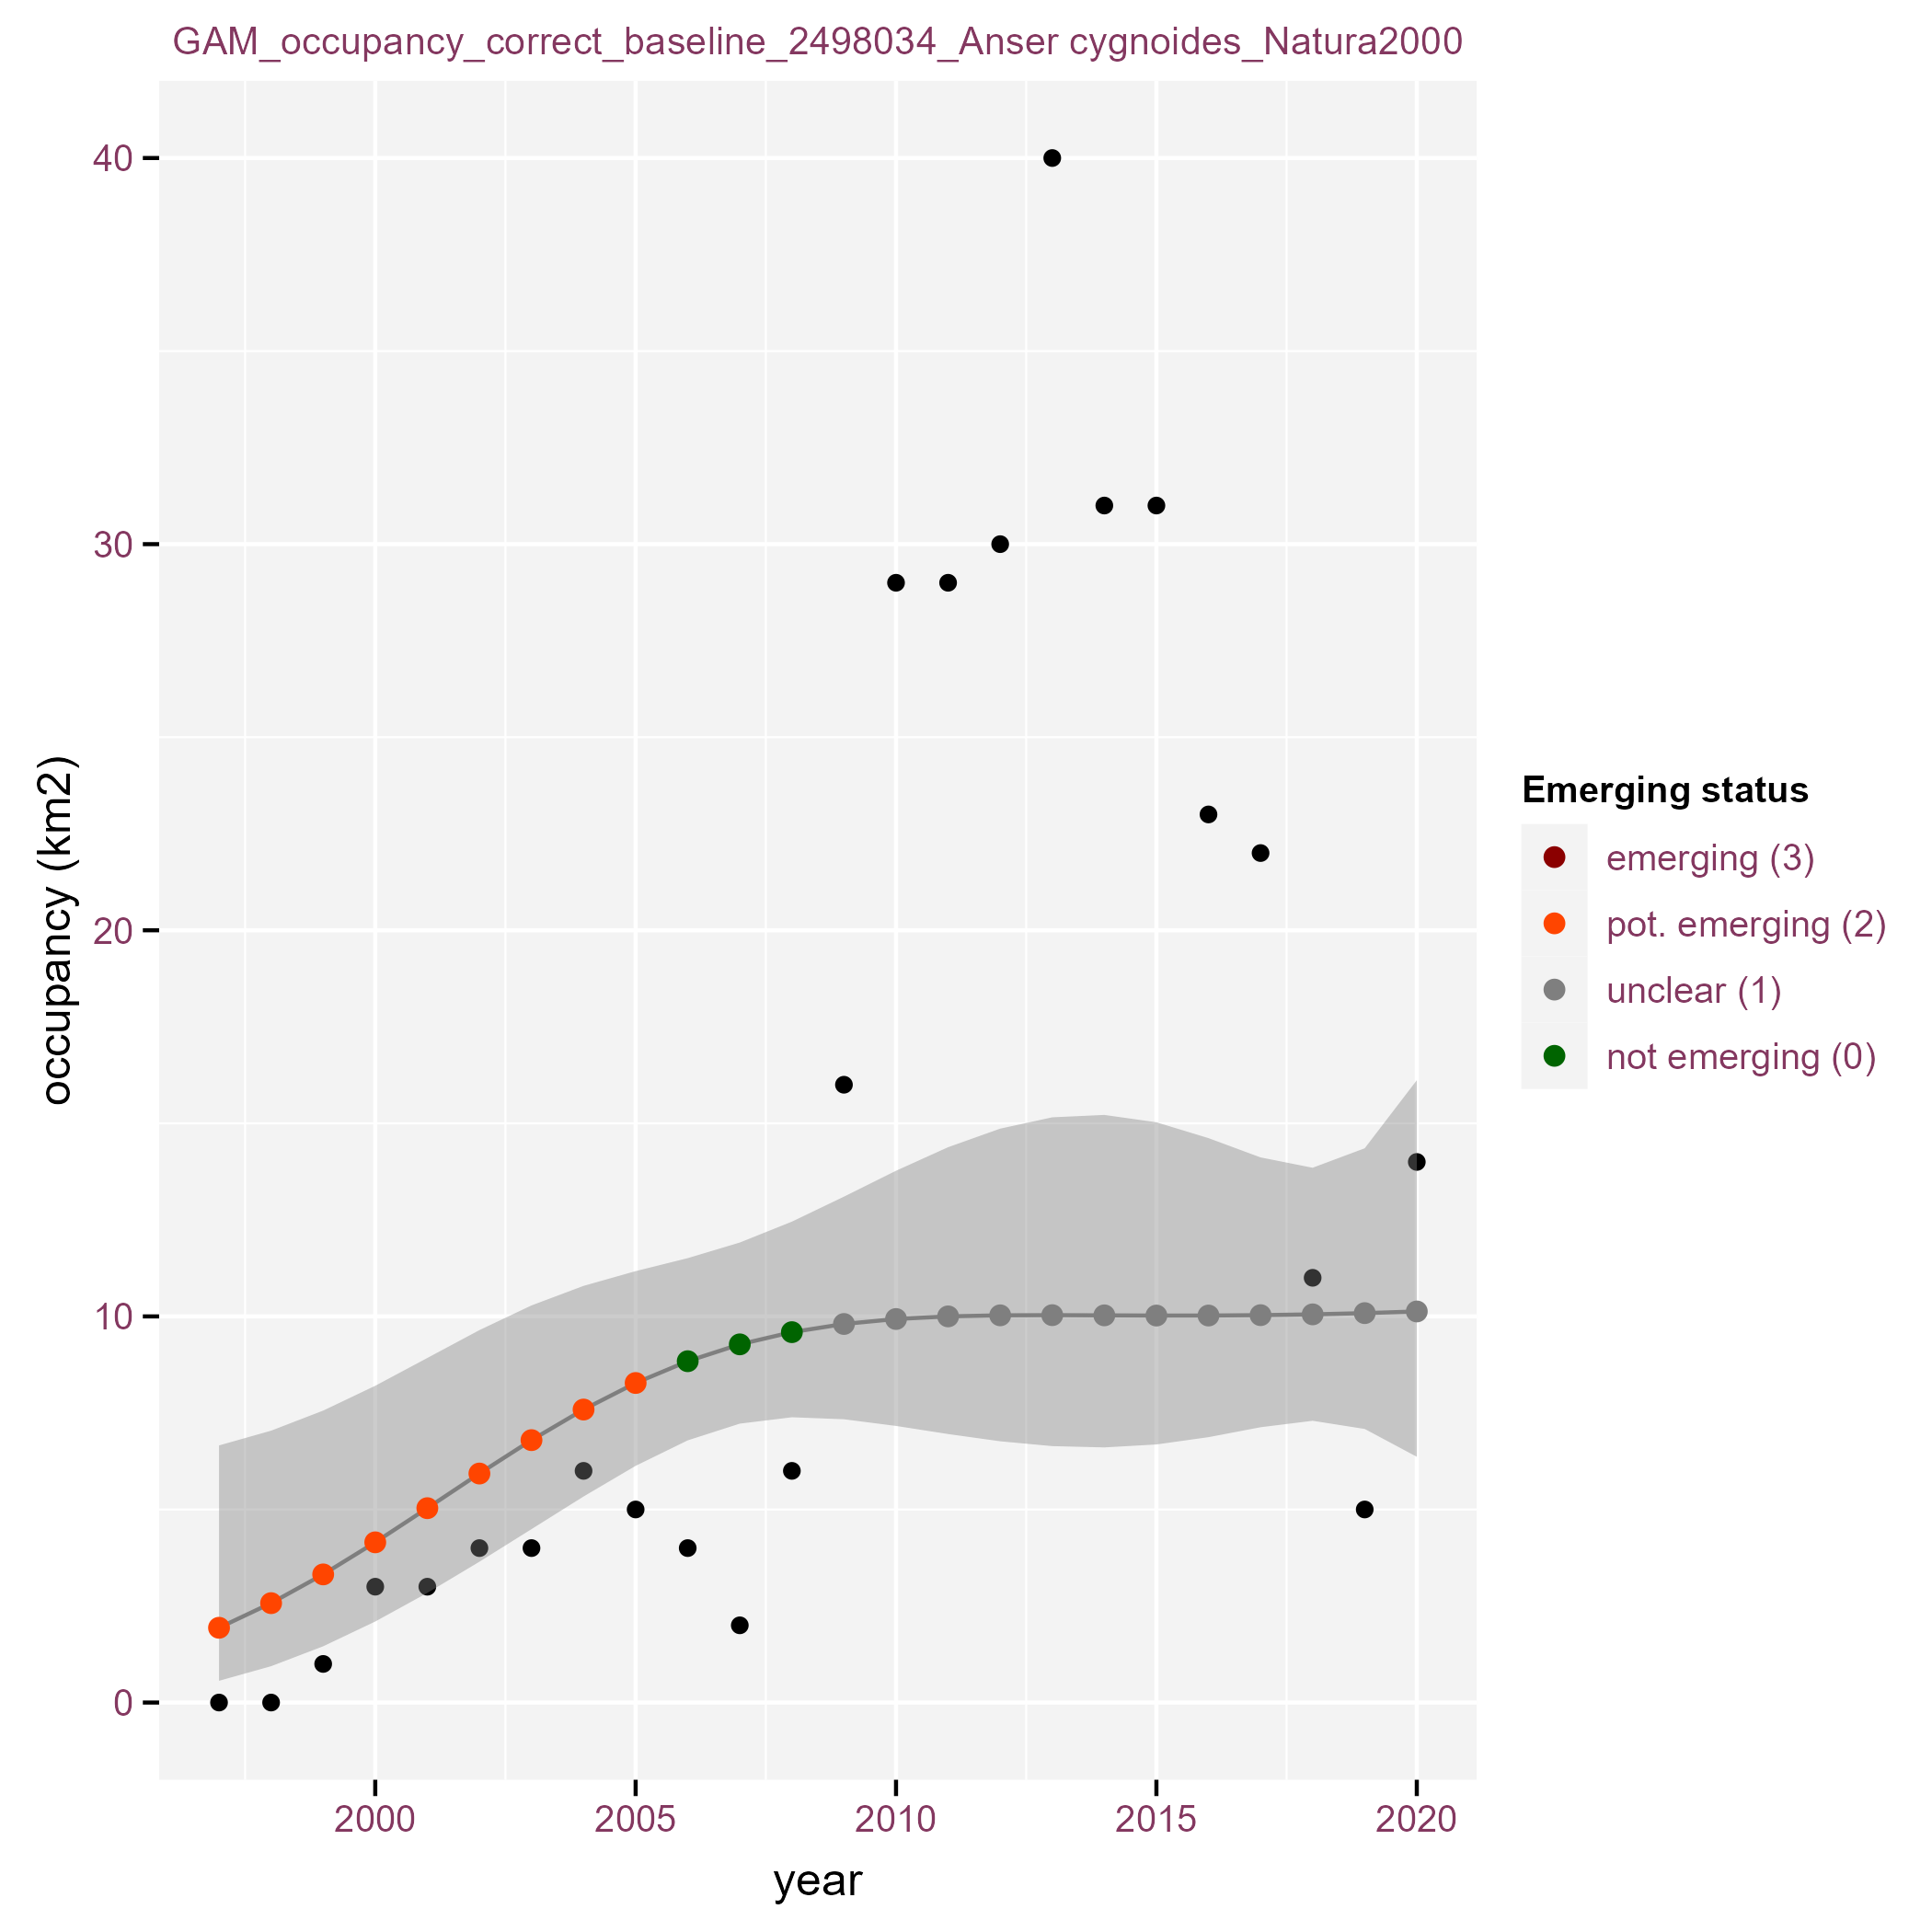 GAM_occupancy_correct_baseline_2498034_Anser cygnoides_Natura2000
40
30
20
10
0
occupancy (km2)
2000 2005 2010 2015 2020
year
Emerging status
emerging (3)
pot. emerging (2)
unclear (1)
not emerging (0)